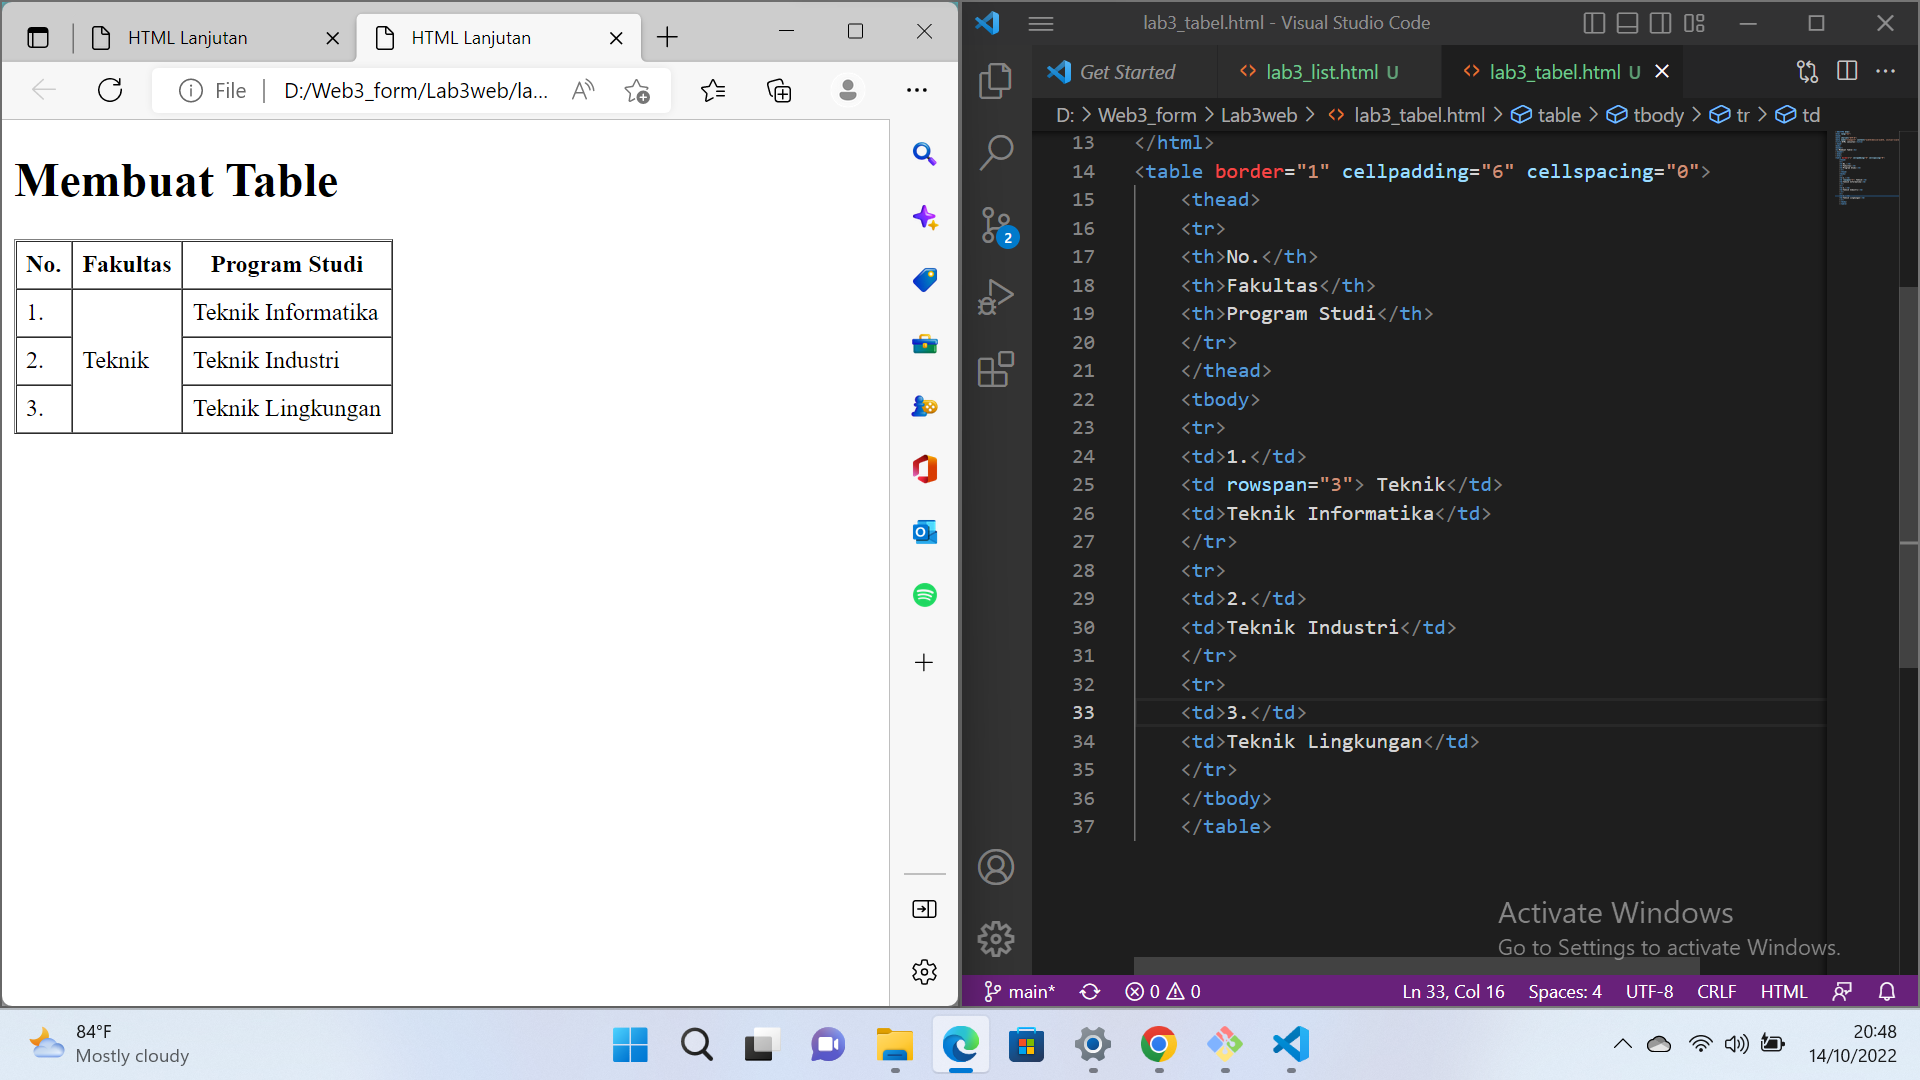 HTML Lanjutan
HTML Lanjutan
File
D:/Web3_form/Lab3web/la...
Membuat Table
No. Fakultas Program Studi
1. Teknik Informatika
2. Teknik Teknik Industri
3. Teknik Lingkungan
lab3_tabel.html - Visual Studio Code
Get Started
lab3_list.html U
lab3_tabel.html U
D: > Web3_form > Lab3web > <> lab3_tabel.html > table > tbody > tr > td
2
13 </html>
14 <table border="1" cellpadding="6" cellspacing="0">
15 <thead>
16 <tr>
17 <th>No.</th>
18 <th>Fakultas</th>
19 <th>Program Studi</th>
20 </tr>
21 </thead>
22 <tbody>
23 <tr>
24 <td>1.</td>
25 <td rowspan="3"> Teknik</td>
26 <td>Teknik Informatika</td>
27 </tr>
28 <tr>
29 <td>2.</td>
30 <td>Teknik Industri</td>
31 </tr>
32 <tr>
33 <td>3.</td>
34 <td>Teknik Lingkungan</td>
35 </tr>
36 </tbody>
37 </table>
Activate Windows
Go to Settings to activate Windows.
main* 0 0 Ln 33, Col 16 Spaces: 4 UTF-8 CRLF HTML
84°F
Mostly cloudy
20:48
14/10/2022